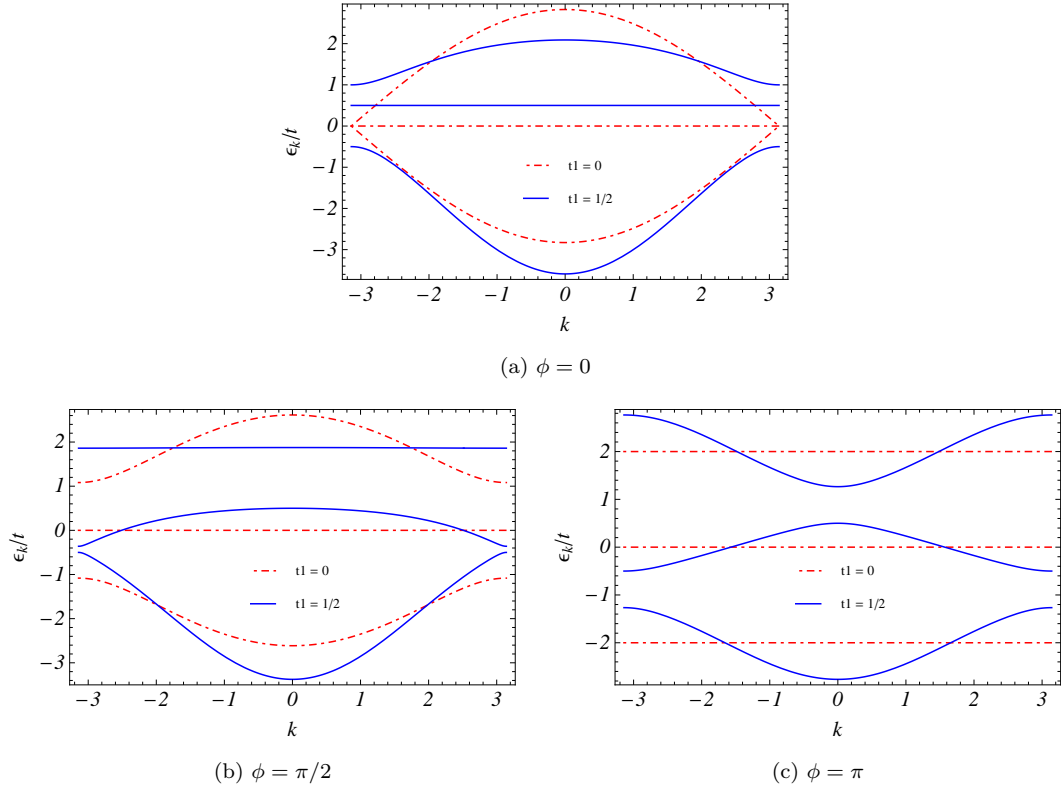 2
1
0
−1
−2
−3
ϵk/t
t1 = 0
t1 = 1/2
−3 −2 −1 0 1 2 3
k
(a) ϕ = 0
2
1
0
−1
−2
−3
ϵk/t
t1 = 0
t1 = 1/2
−3 −2 −1 0 1 2 3
k
(b) ϕ = π/2
2
1
0
−1
−2
ϵk/t
t1 = 0
t1 = 1/2
−3 −2 −1 0 1 2 3
k
(c) ϕ = π